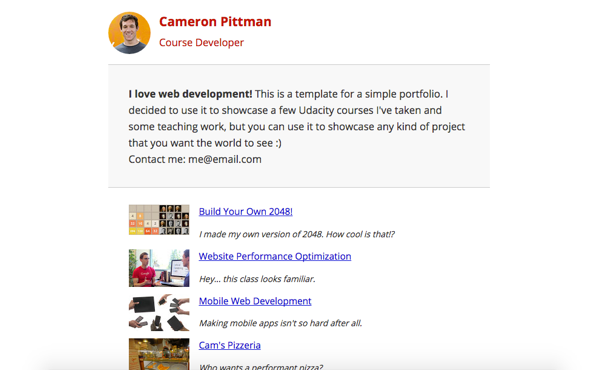 Cameron Pittman
Course Developer
I love web development! This is a template for a simple portfolio. I
decided to use it to showcase a few Udacity courses I've taken and
some teaching work, but you can use it to showcase any kind of project
that you want the world to see :)
Contact me: me@email.com
Build Your Own 2048!
I made my own version of 2048. How cool is that!?
Website Performance Optimization
Hey... this class looks familiar.
Mobile Web Development
Making mobile apps isn't so hard after all.
Cam's Pizzeria
Who wants a performant pizza?